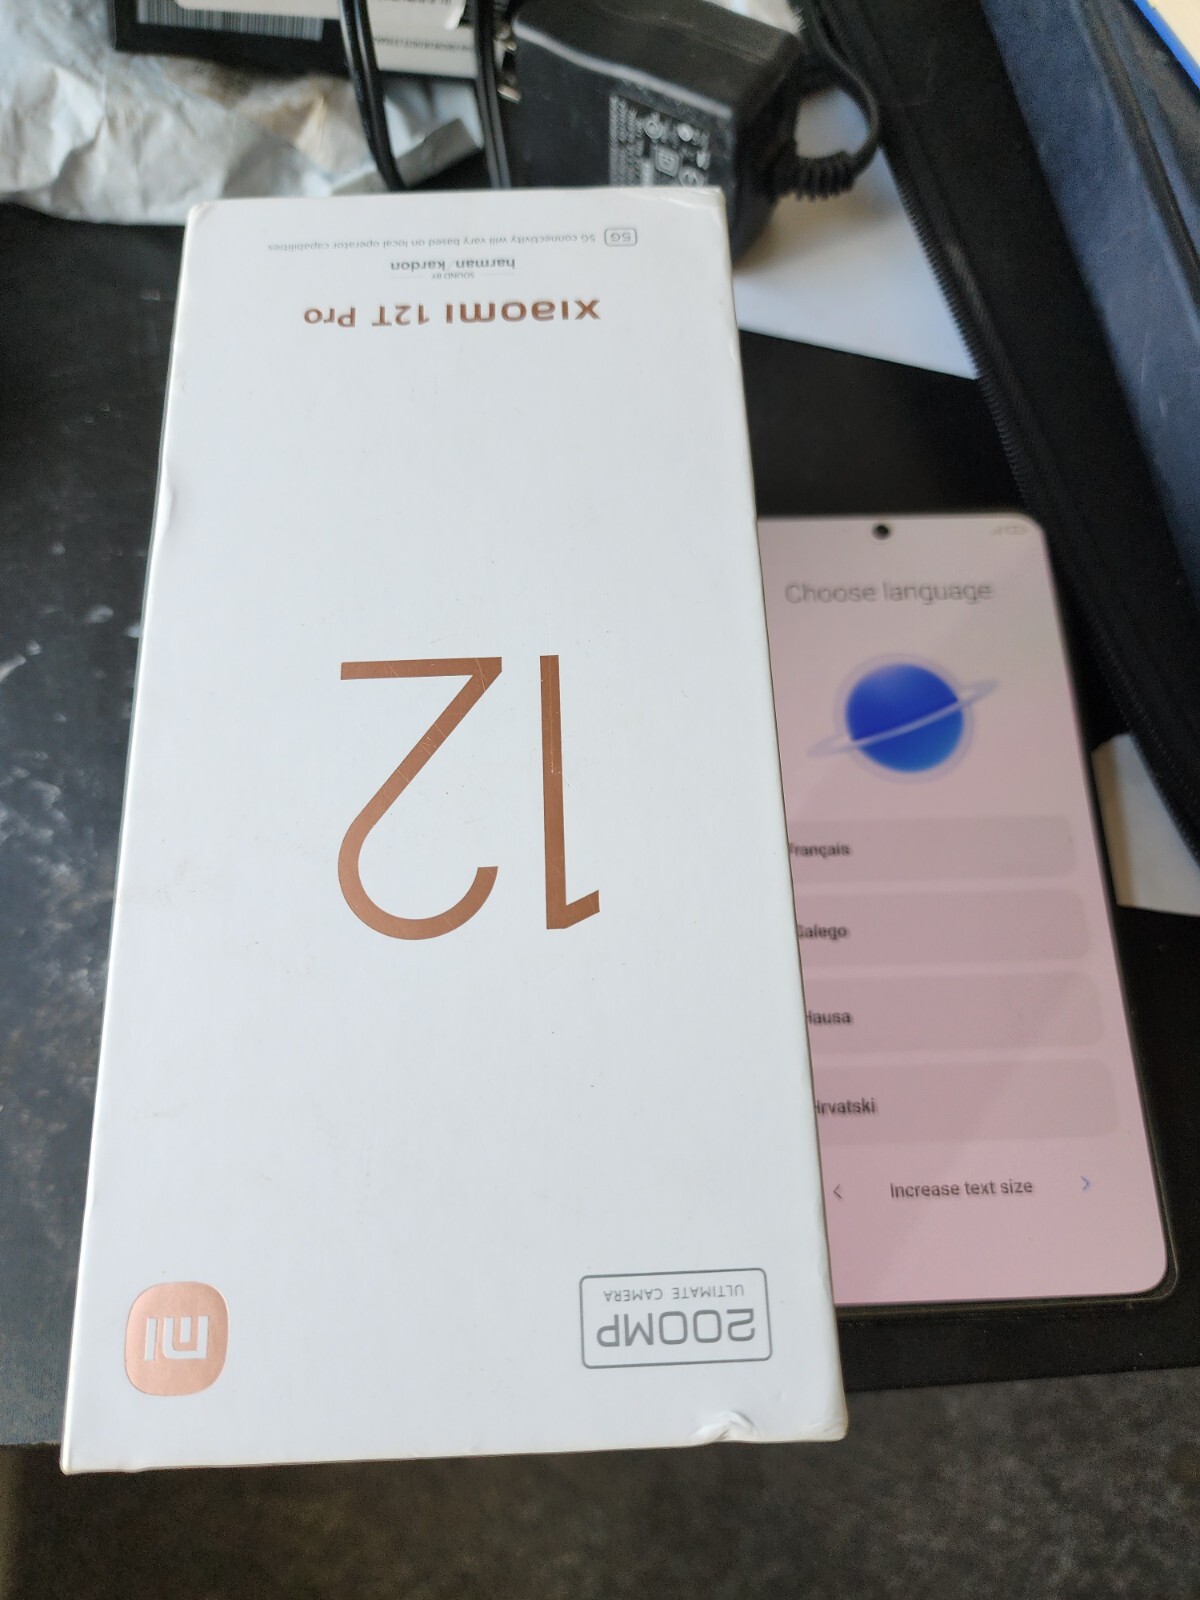 5G 5G connectivity will vary based on local operator capabilities
SOUND BY
harman/kardon
Xiaomi 12T Pro
12
200MP
ULTIMATE CAMERA
mi
Choose language
Français
Galego
Hausa
Hrvatski
Increase text size